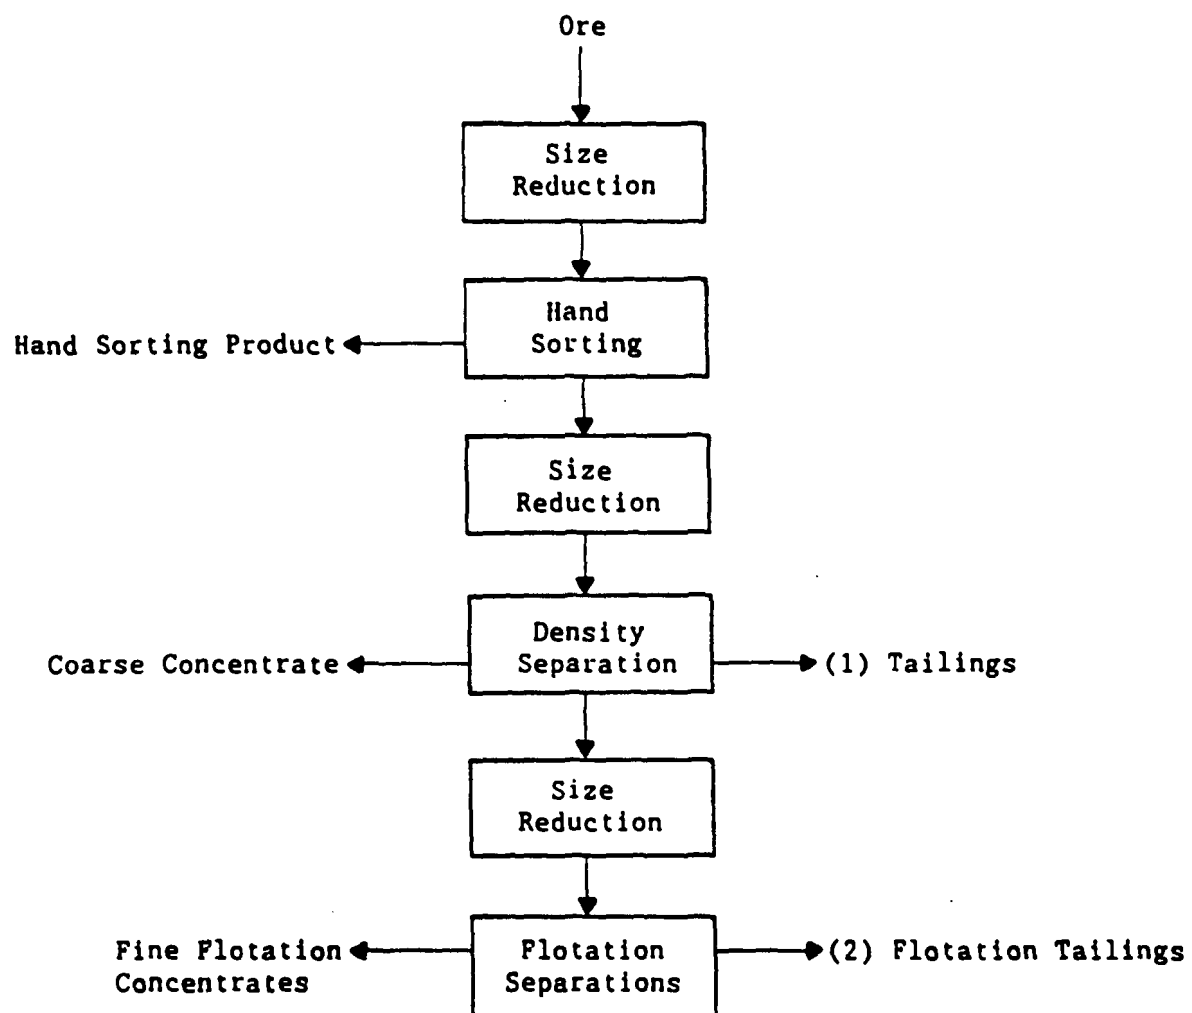 Ore
Size
Reduction
Hand
Sorting
Hand Sorting Product
Size
Reduction
Density
Separation
Coarse Concentrate
(1) Tailings
Size
Reduction
Fine Flotation
Concentrates
Flotation
Separations
(2) Flotation Tailings